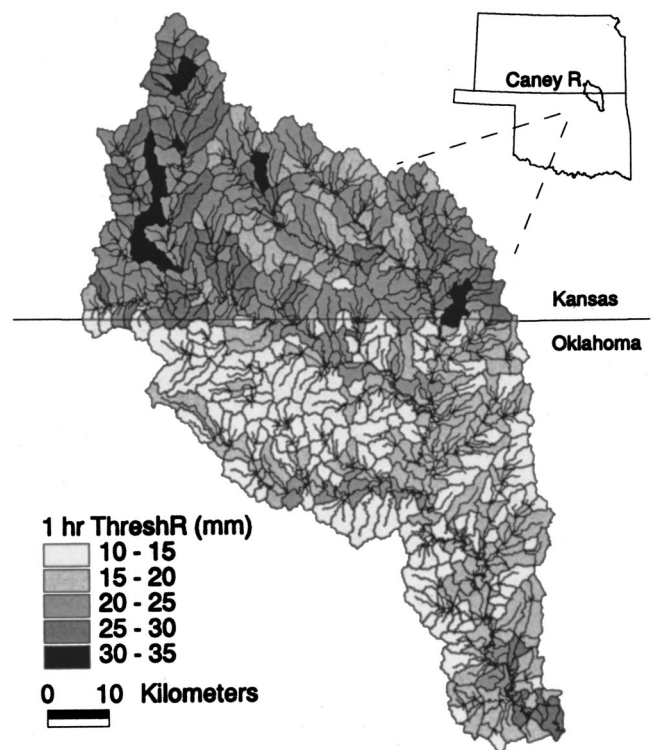 Caney R.
Kansas
Oklahoma
1 hr ThreshR (mm)
10 - 15
15 - 20
20 - 25
25 - 30
30 - 35
0 10 Kilometers